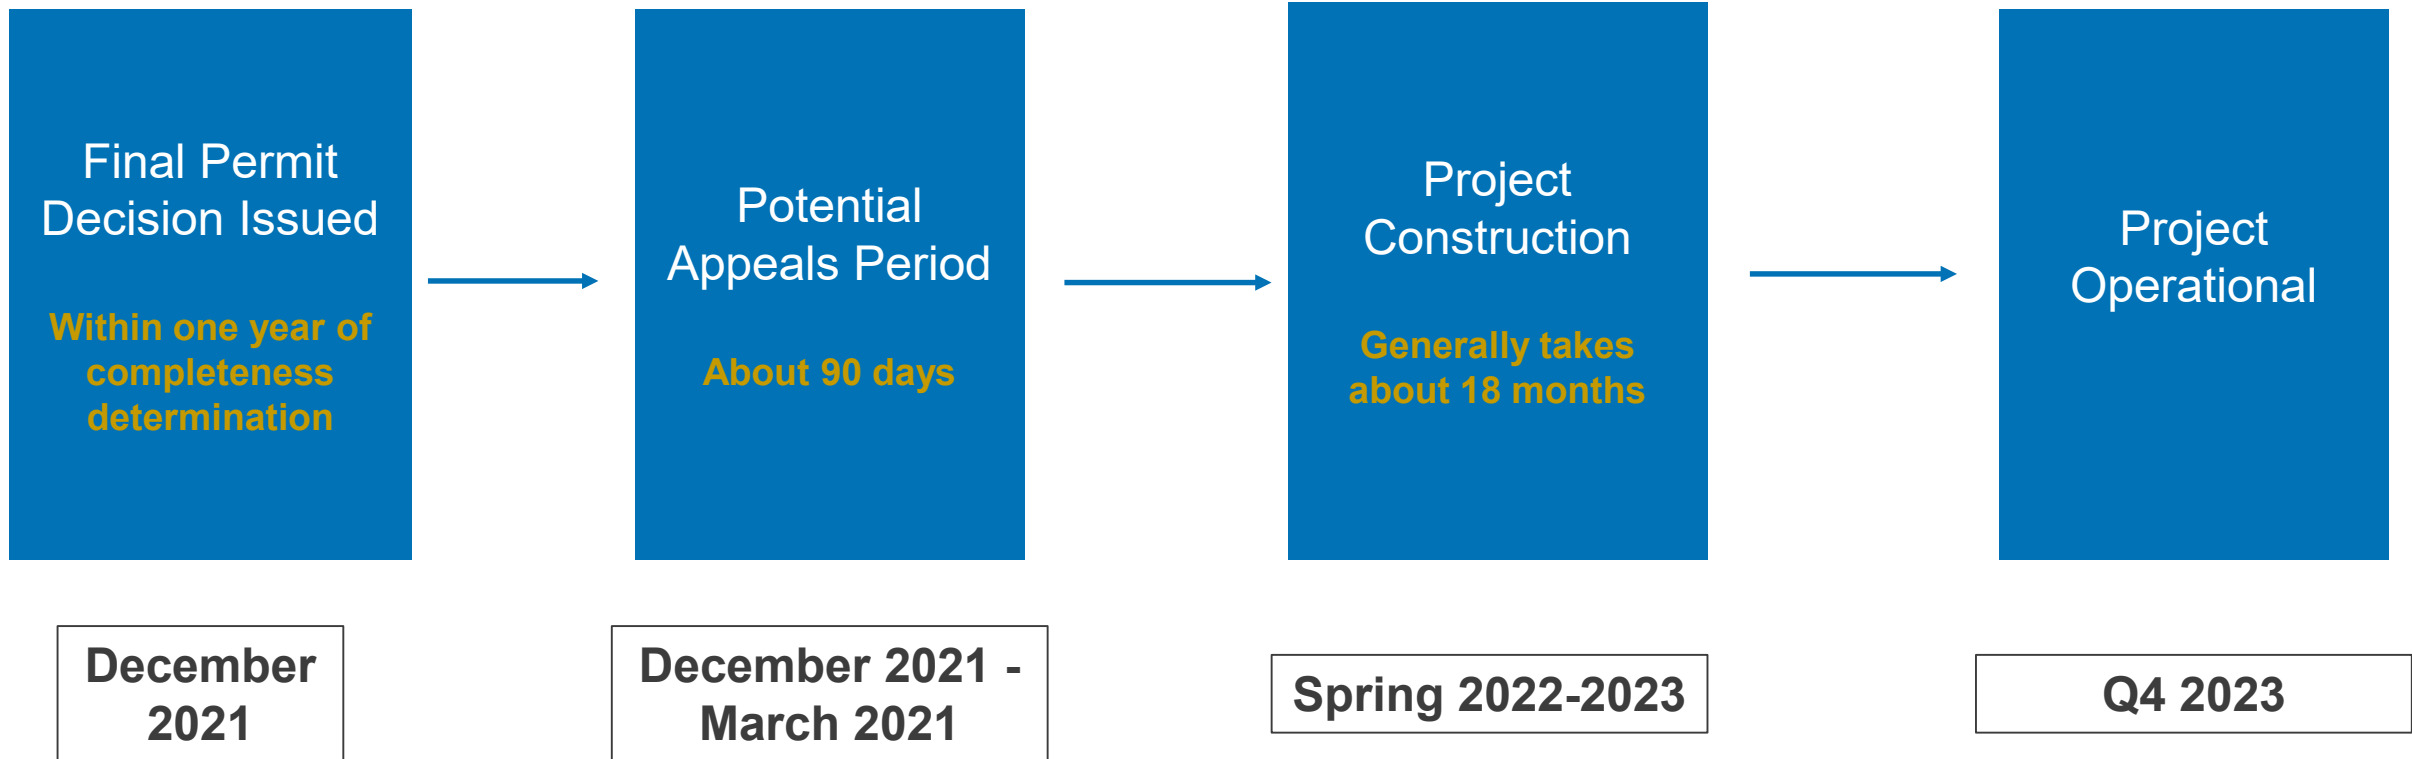 Final Permit
Decision Issued
Within one year of
completeness
determination
Potential
Appeals Period
About 90 days
Project
Construction
Generally takes
about 18 months
Project
Operational
December
2021
December 2021 -
March 2021
Spring 2022-2023
Q4 2023